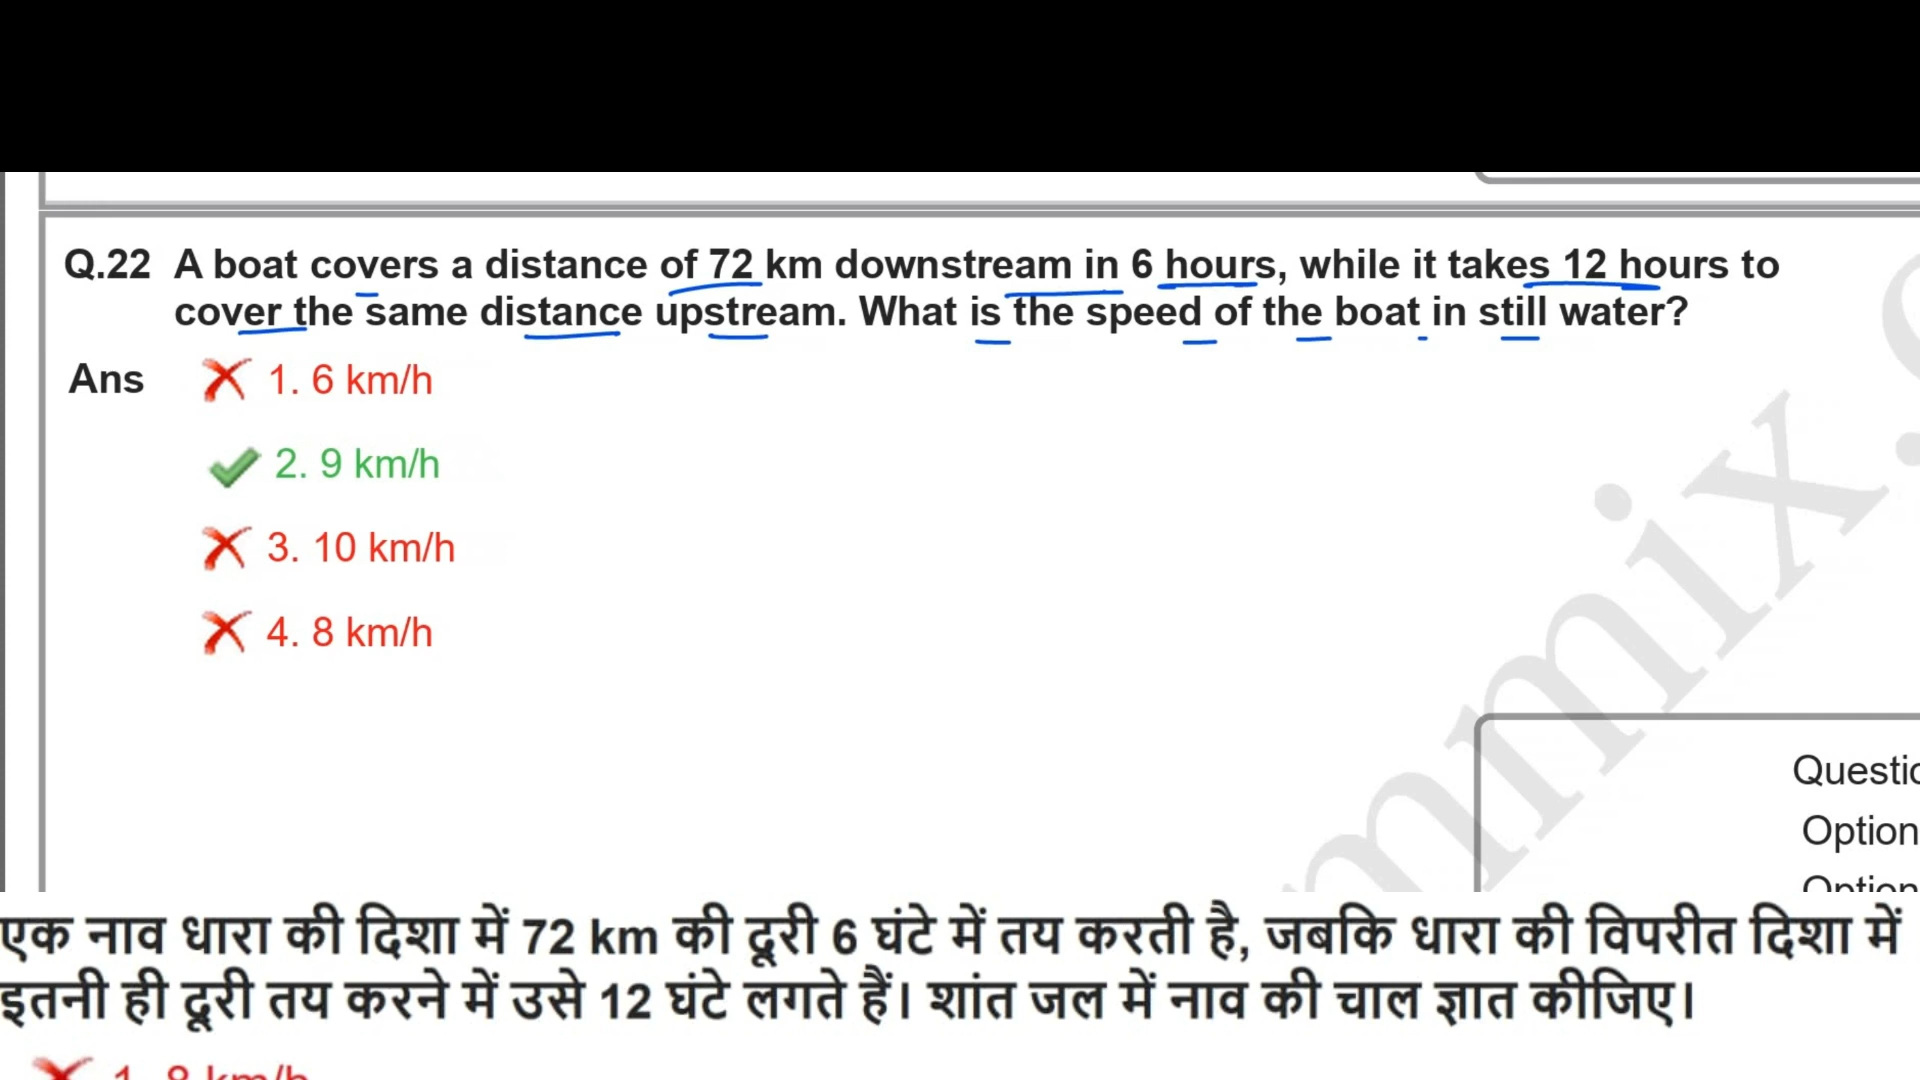 Q.22 A boat covers a distance of 72 km downstream in 6 hours, while it takes 12 hours to
cover the same distance upstream. What is the speed of the boat in still water?
Ans 1. 6 km/h
2. 9 km/h
3. 10 km/h
4. 8 km/h
mmix.
Questio
Option
Option
एक नाव धारा की दिशा में 72 km की दूरी 6 घंटे में तय करती है, जबकि धारा की विपरीत दिशा में
इतनी ही दूरी तय करने में उसे 12 घंटे लगते हैं। शांत जल में नाव की चाल ज्ञात कीजिए।